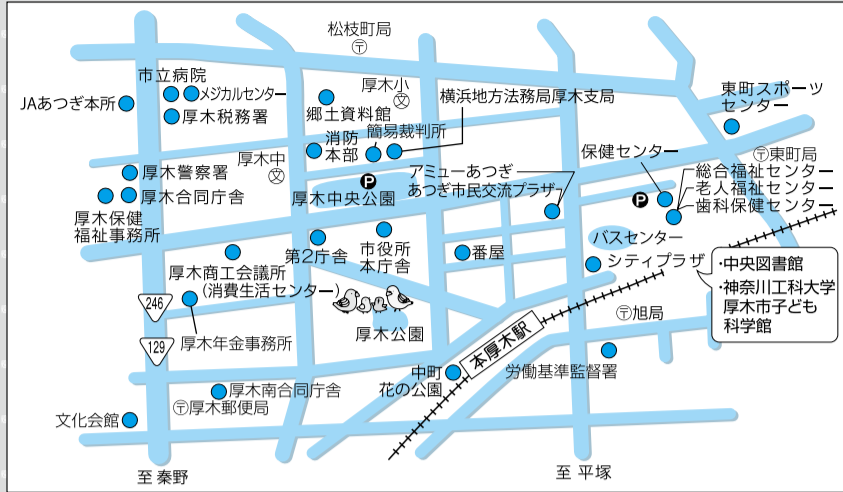 松枝町局
〒
市立病院
メジカルセンター
JAあつぎ本所
厚木税務署
厚木小
文
郷土資料館
横浜地方法務局厚木支局
東町スポーツ
センター
消防
本部
簡易裁判所
厚木中
文
保健センター
〒東町局
アミューあつぎ
あつぎ市民交流プラザ
総合福祉センター
老人福祉センター
歯科保健センター
厚木警察署
厚木合同庁舎
P
厚木中央公園
P
厚木保健
福祉事務所
第2庁舎
市役所
本庁舎
番屋
バスセンター
シティプラザ
・中央図書館
・神奈川工科大学
厚木市子ども
科学館
厚木商工会議所
(消費生活センター)
246
厚木年金事務所
厚木公園
〒旭局
129
本厚木駅
中町
花の公園
労働基準監督署
厚木南合同庁舎
〒厚木郵便局
文化会館
至 秦野
至 平塚